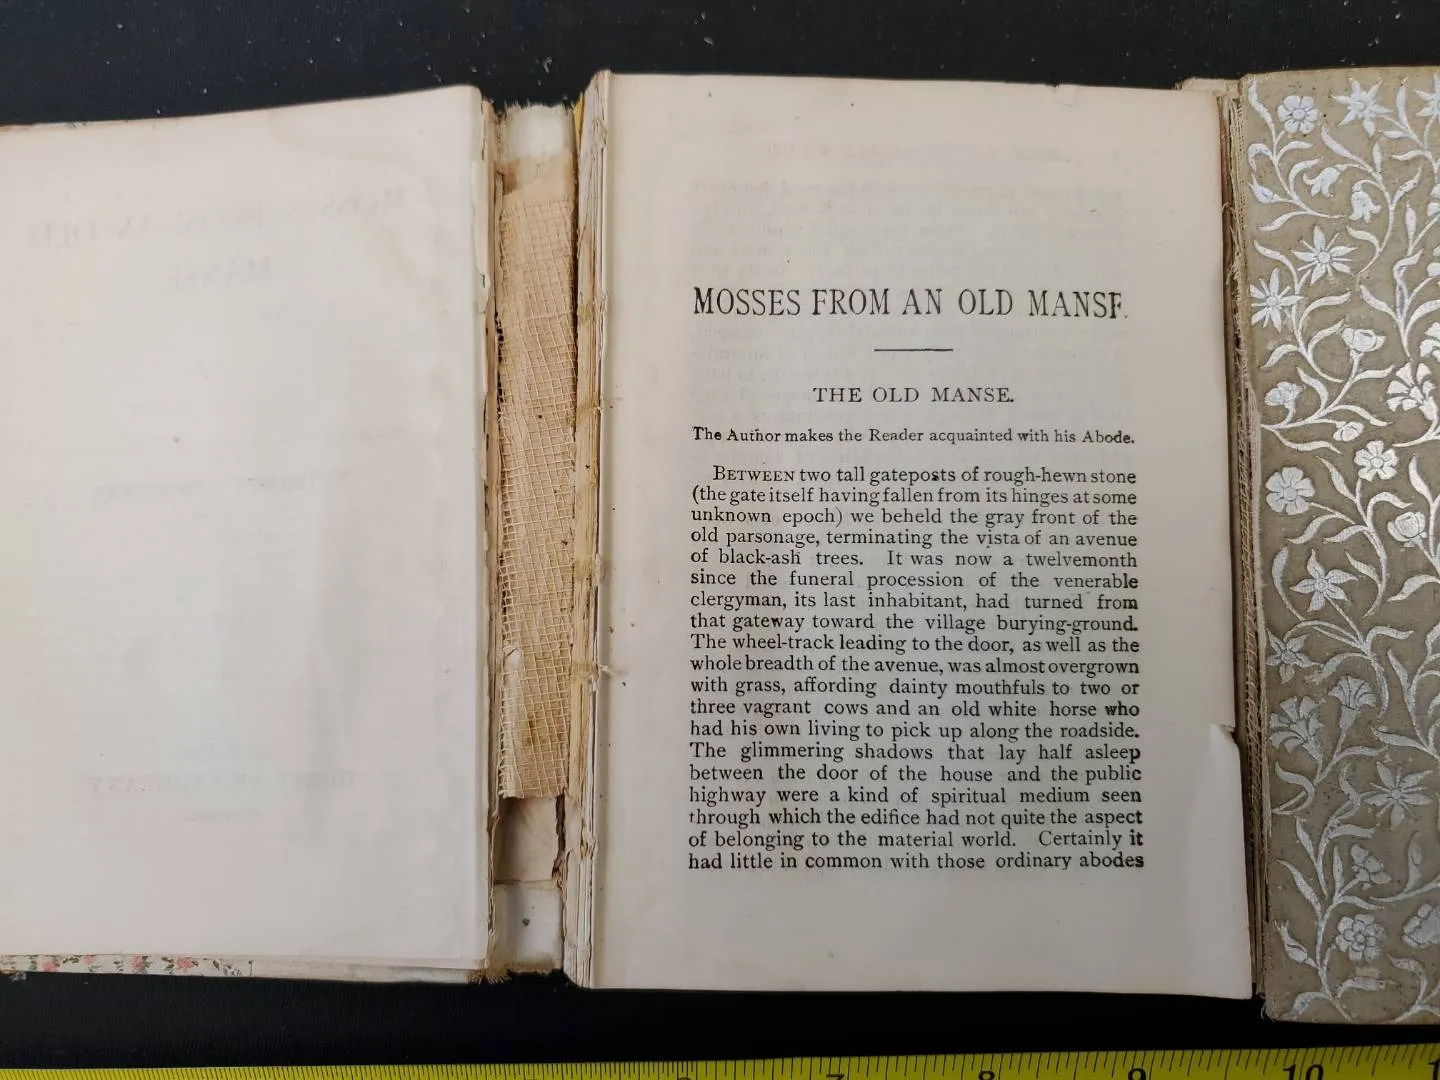 MOSSES FROM AN OLD MANSE.
THE OLD MANSE.
The Author makes the Reader acquainted with his Abode.
BETWEEN two tall gateposts of rough-hewn stone
(the gate itself having fallen from its hinges at some
unknown epoch) we beheld the gray front of the
old parsonage, terminating the vista of an avenue
of black-ash trees. It was now a twelvemonth
since the funeral procession of the venerable
clergyman, its last inhabitant, had turned from
that gateway toward the village burying-ground.
The wheel-track leading to the door, as well as the
whole breadth of the avenue, was almost overgrown
with grass, affording dainty mouthfuls to two or
three vagrant cows and an old white horse who
had his own living to pick up along the roadside.
The glimmering shadows that lay half asleep
between the door of the house and the public
highway were a kind of spiritual medium seen
through which the edifice had not quite the aspect
of belonging to the material world. Certainly it
had little in common with those ordinary abodes
7 8 9 10